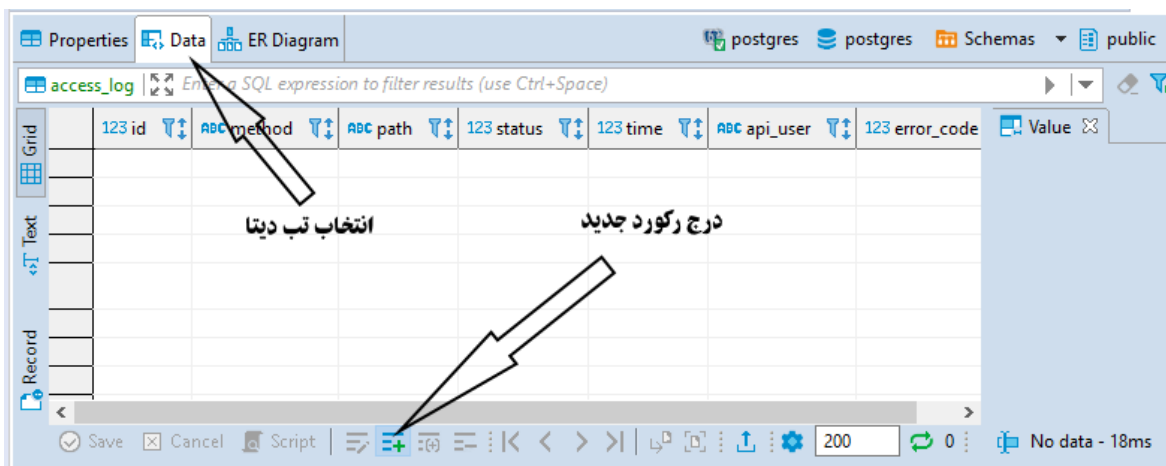 Properties Data ER Diagram postgres postgres Schemas public
access_log Enter a SQL expression to filter results (use Ctrl+Space)
Grid 123 id ABC method ABC path 123 status 123 time ABC api_user 123 error_code Value
Text
انتخاب تب دیتا
درج رکورد جدید
Record
Save Cancel Script 200 0 No data - 18ms